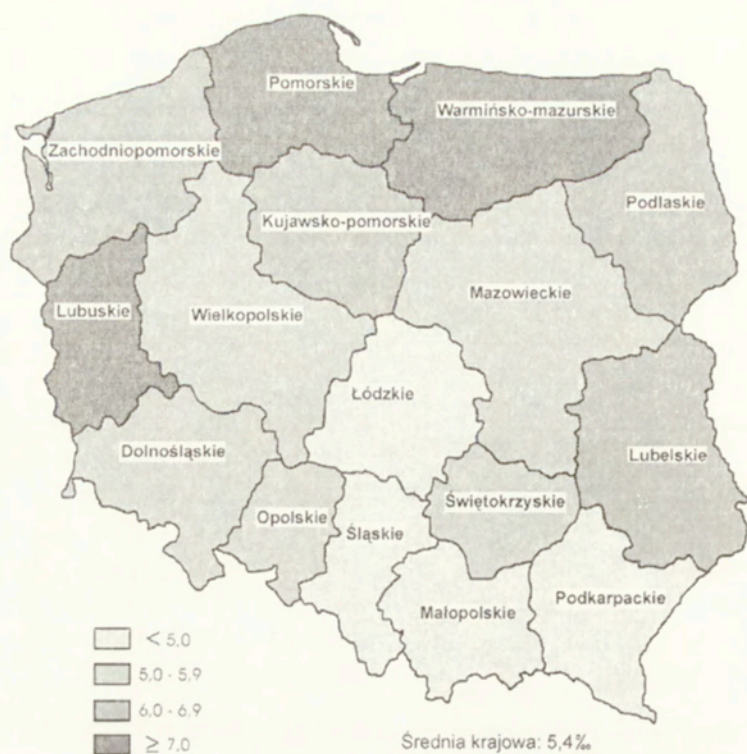 Pomorskie
Warmińsko-mazurskie
Zachodniopomorskie
Podlaskie
Kujawsko-pomorskie
Mazowieckie
Lubuskie
Wielkopolskie
Łódzkie
Dolnośląskie
Lubelskie
Świętokrzyskie
Opolskie
Śląskie
Podkarpackie
Małopolskie
< 5,0
5,0 - 5,9
6,0 - 6,9
≥ 7,0
Średnia krajowa: 5,4‰